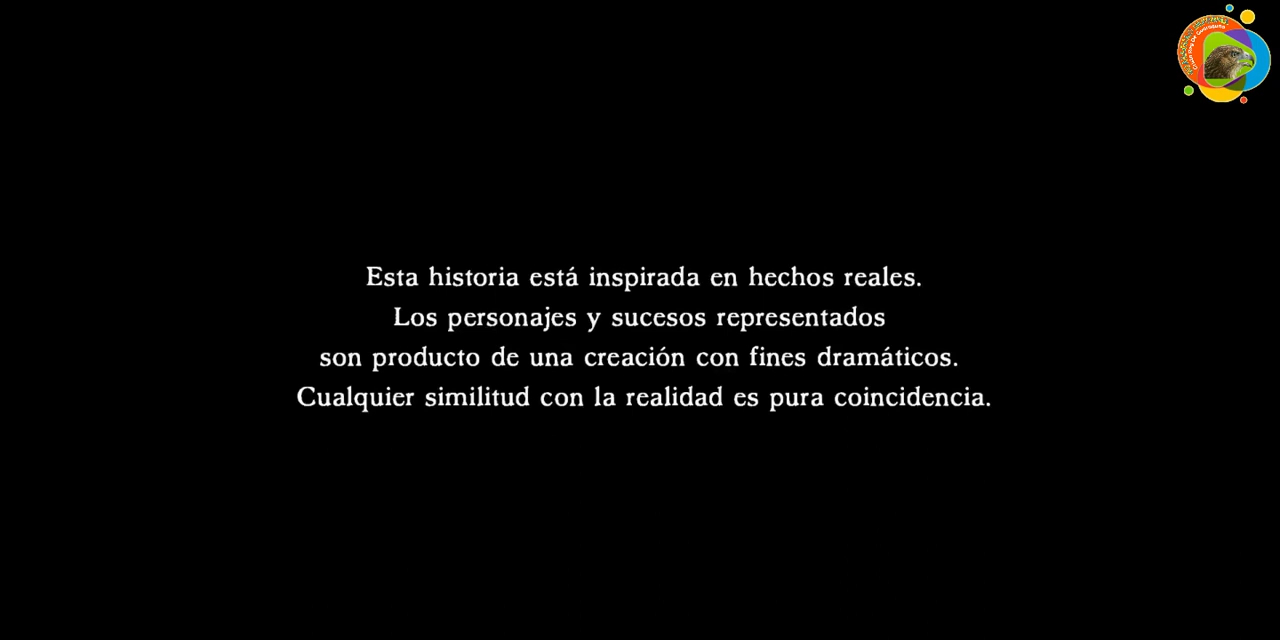 Esta historia está inspirada en hechos reales.
Los personajes y sucesos representados
son producto de una creación con fines dramáticos.
Cualquier similitud con la realidad es pura coincidencia.